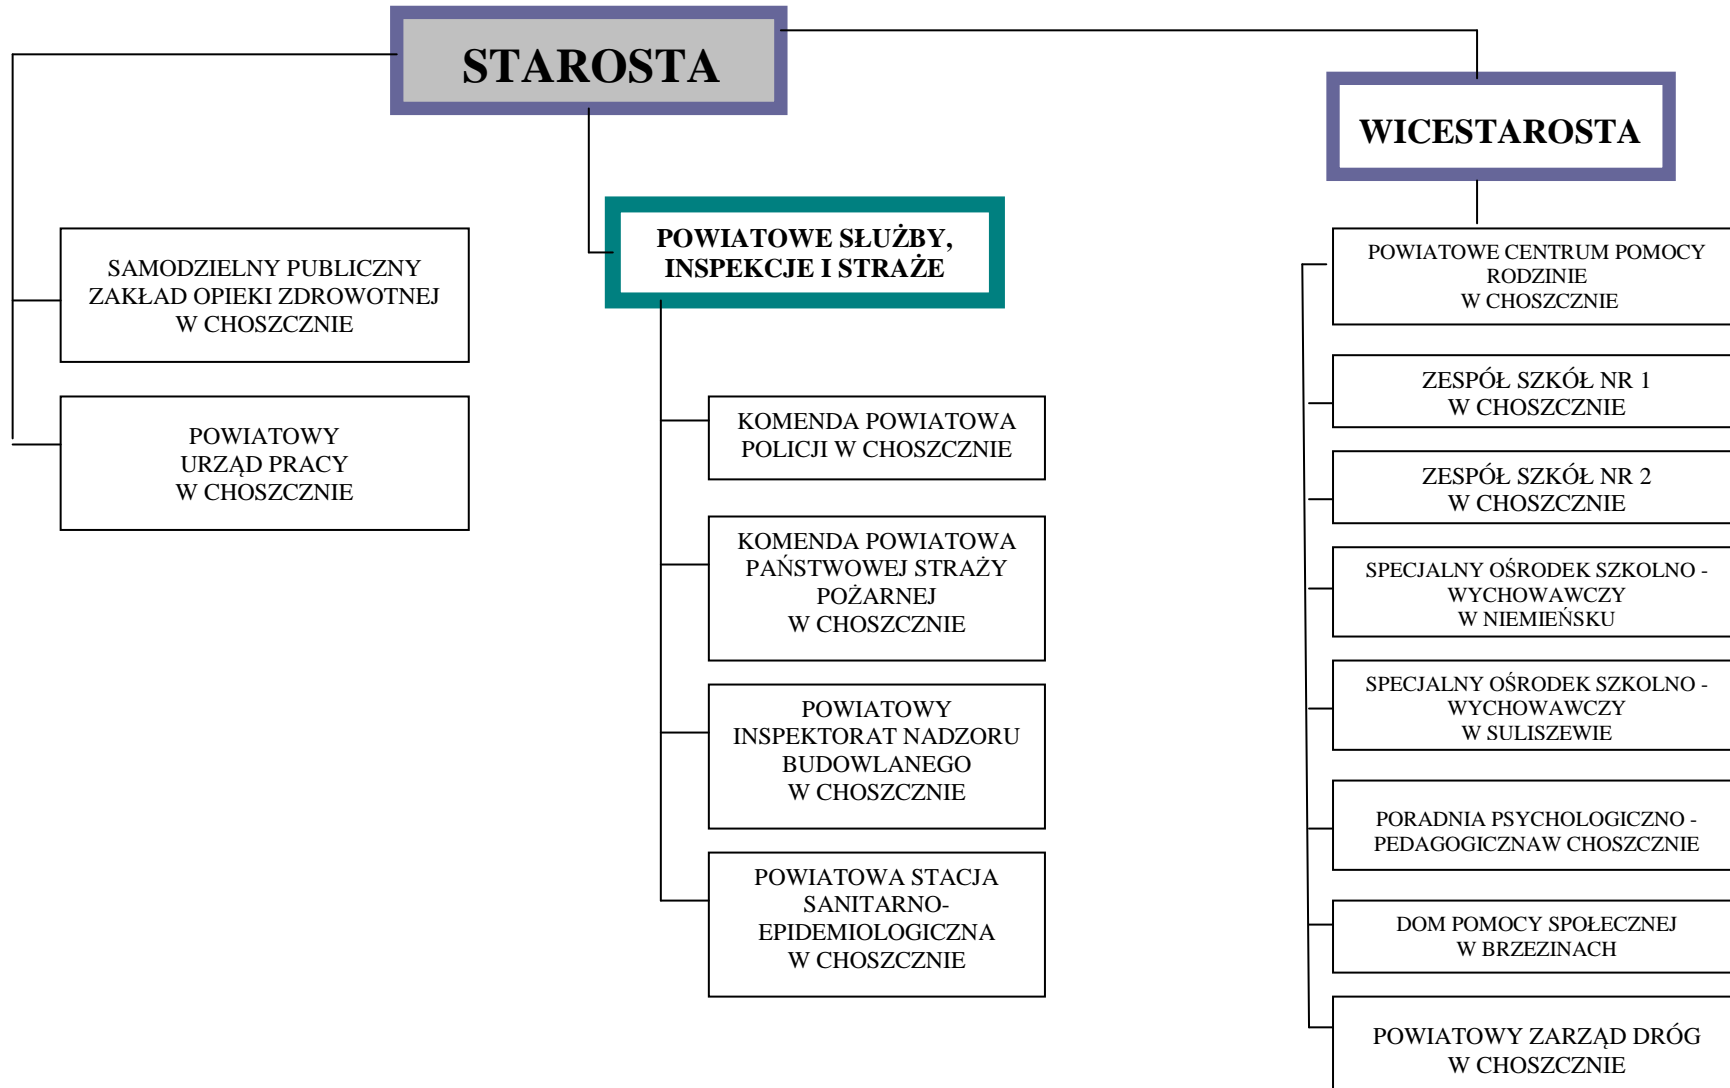 STAROSTA
WICESTAROSTA
SAMODZIELNY PUBLICZNY
ZAKŁAD OPIEKI ZDROWOTNEJ
W CHOSZCZNIE
POWIATOWY
URZĄD PRACY
W CHOSZCZNIE
POWIATOWE SŁUŻBY,
INSPEKCJE I STRAŻE
KOMENDA POWIATOWA
POLICJI W CHOSZCZNIE
KOMENDA POWIATOWA
PAŃSTWOWEJ STRAŻY
POŻARNEJ
W CHOSZCZNIE
POWIATOWY
INSPEKTORAT NADZORU
BUDOWLANEGO
W CHOSZCZNIE
POWIATOWA STACJA
SANITARNO-
EPIDEMIOLOGICZNA
W CHOSZCZNIE
POWIATOWE CENTRUM POMOCY
RODZINIE
W CHOSZCZNIE
ZESPÓŁ SZKÓŁ NR 1
W CHOSZCZNIE
ZESPÓŁ SZKÓŁ NR 2
W CHOSZCZNIE
SPECJALNY OŚRODEK SZKOLNO -
WYCHOWAWCZY
W NIEMIEŃSKU
SPECJALNY OŚRODEK SZKOLNO -
WYCHOWAWCZY
W SULISZEWIE
PORADNIA PSYCHOLOGICZNO -
PEDAGOGICZNAW CHOSZCZNIE
DOM POMOCY SPOŁECZNEJ
W BRZEZINACH
POWIATOWY ZARZĄD DRÓG
W CHOSZCZNIE